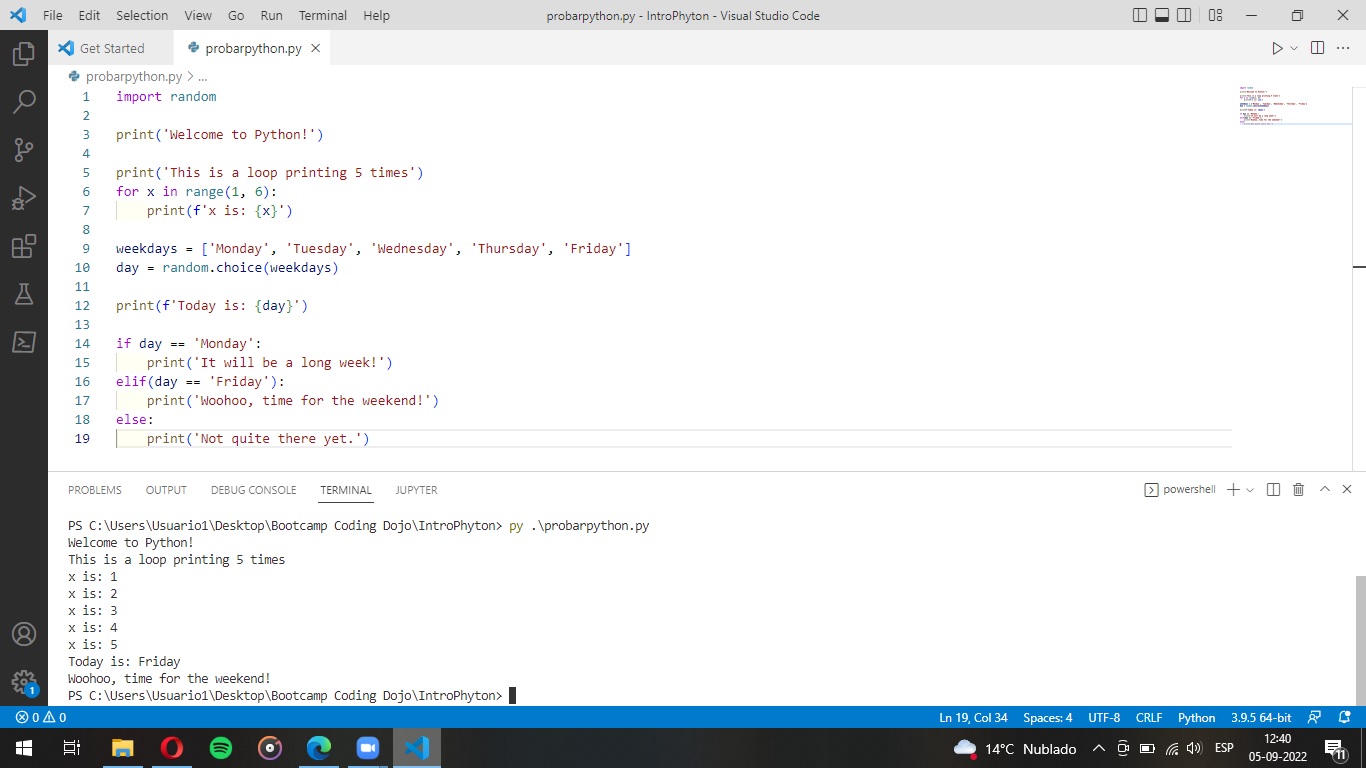 File Edit Selection View Go Run Terminal Help probarpython.py - IntroPhyton - Visual Studio Code
Get Started probarpython.py
probarpython.py > ...
1 import random
2
3 print('Welcome to Python!')
4
5 print('This is a loop printing 5 times')
6 for x in range(1, 6):
7 print(f'x is: {x}')
8
9 weekdays = ['Monday', 'Tuesday', 'Wednesday', 'Thursday', 'Friday']
10 day = random.choice(weekdays)
11
12 print(f'Today is: {day}')
13
14 if day == 'Monday':
15 print('It will be a long week!')
16 elif(day == 'Friday'):
17 print('Woohoo, time for the weekend!')
18 else:
19 print('Not quite there yet.')
PROBLEMS OUTPUT DEBUG CONSOLE TERMINAL JUPYTER powershell
PS C:\Users\Usuario1\Desktop\Bootcamp Coding Dojo\IntroPhyton> py .\probarpython.py
Welcome to Python!
This is a loop printing 5 times
x is: 1
x is: 2
x is: 3
x is: 4
x is: 5
Today is: Friday
Woohoo, time for the weekend!
PS C:\Users\Usuario1\Desktop\Bootcamp Coding Dojo\IntroPhyton>
1
0 0 Ln 19, Col 34 Spaces: 4 UTF-8 CRLF Python 3.9.5 64-bit
14°C Nublado ESP 12:40
05-09-2022 11